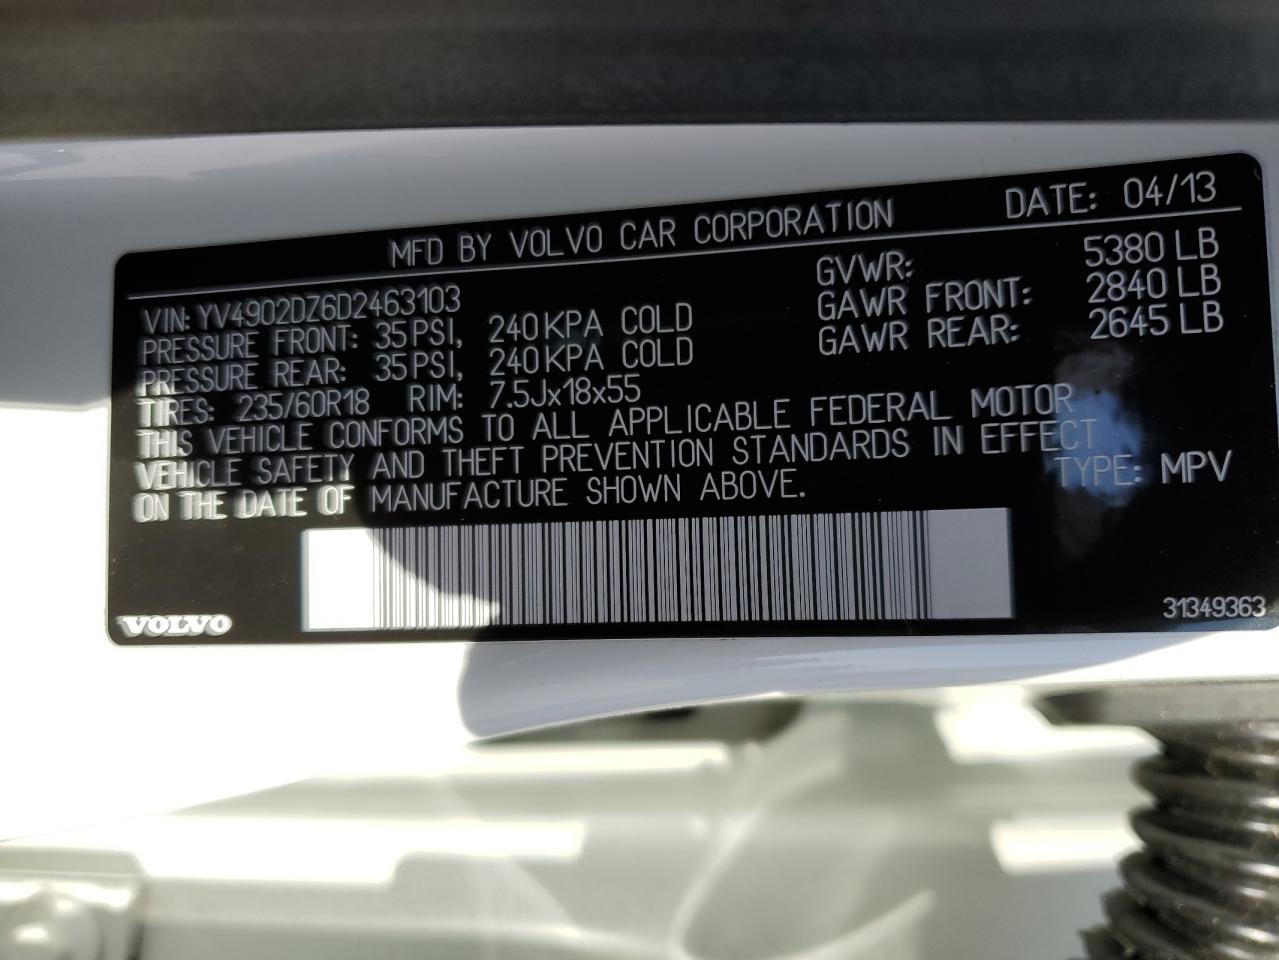 MFD BY VOLVO CAR CORPORATION DATE: 04/13
VIN: YV4902DZ6D2463103 GVWR: 5380 LB
PRESSURE FRONT: 35 PSI, 240 KPA COLD GAWR FRONT: 2840 LB
PRESSURE REAR: 35 PSI, 240 KPA COLD GAWR REAR: 2645 LB
TIRES: 235/60R18 RIM: 7.5Jx18x55
THIS VEHICLE CONFORMS TO ALL APPLICABLE FEDERAL MOTOR
VEHICLE SAFETY AND THEFT PREVENTION STANDARDS IN EFFECT
ON THE DATE OF MANUFACTURE SHOWN ABOVE. TYPE: MPV
VOLVO 31349363